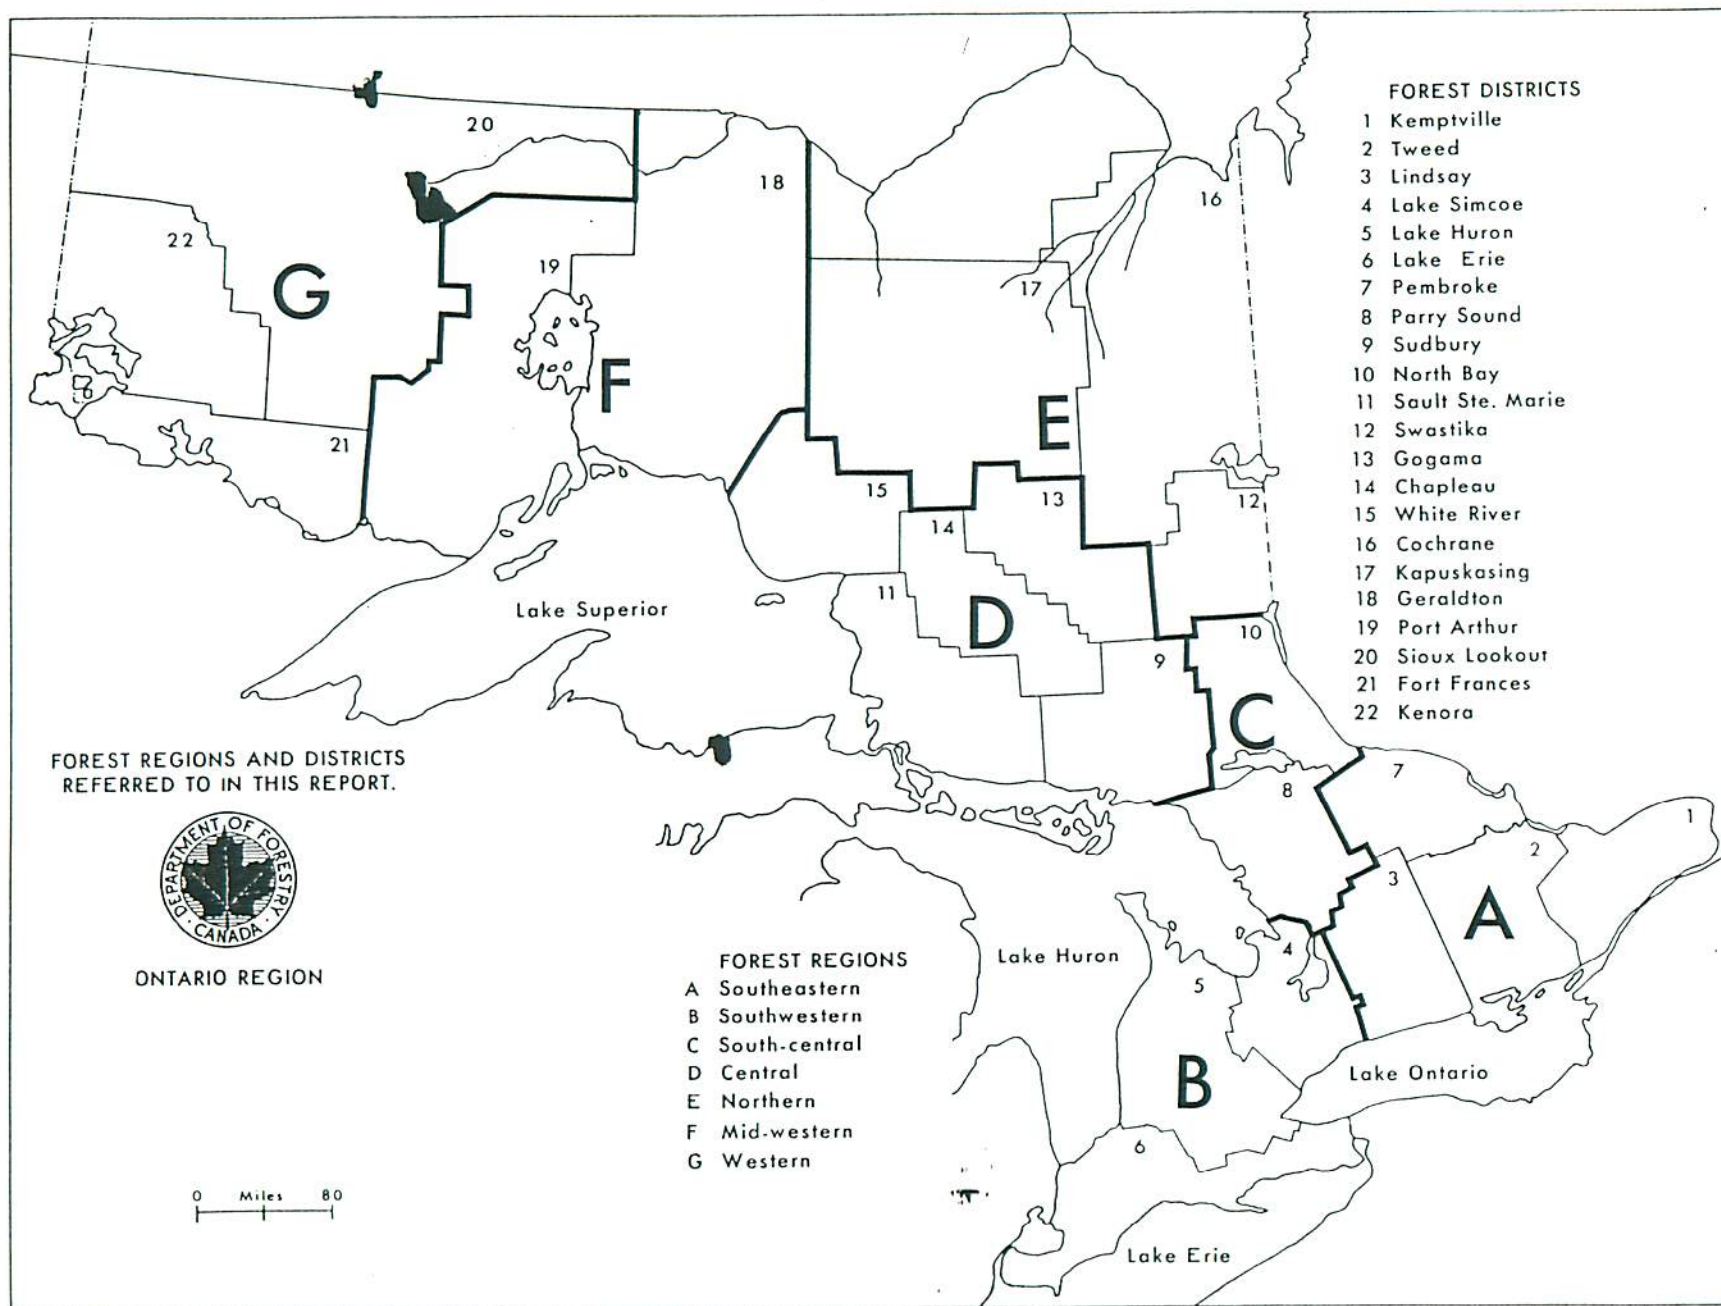 FOREST DISTRICTS
1 Kemptville
2 Tweed
3 Lindsay
4 Lake Simcoe
5 Lake Huron
6 Lake Erie
7 Pembroke
8 Parry Sound
9 Sudbury
10 North Bay
11 Sault Ste. Marie
12 Swastika
13 Gogama
14 Chapleau
15 White River
16 Cochrane
17 Kapuskasing
18 Geraldton
19 Port Arthur
20 Sioux Lookout
21 Fort Frances
22 Kenora
20
18
16
22
19
17
G
F
E
21
15
13
12
14
11
Lake Superior
D
10
9
C
7
8
1
2
3
A
4
Lake Huron
5
B
Lake Ontario
6
Lake Erie
FOREST REGIONS AND DISTRICTS
REFERRED TO IN THIS REPORT.
DEPARTMENT OF FORESTRY
CANADA
ONTARIO REGION
FOREST REGIONS
A Southeastern
B Southwestern
C South-central
D Central
E Northern
F Mid-western
G Western
0 Miles 80